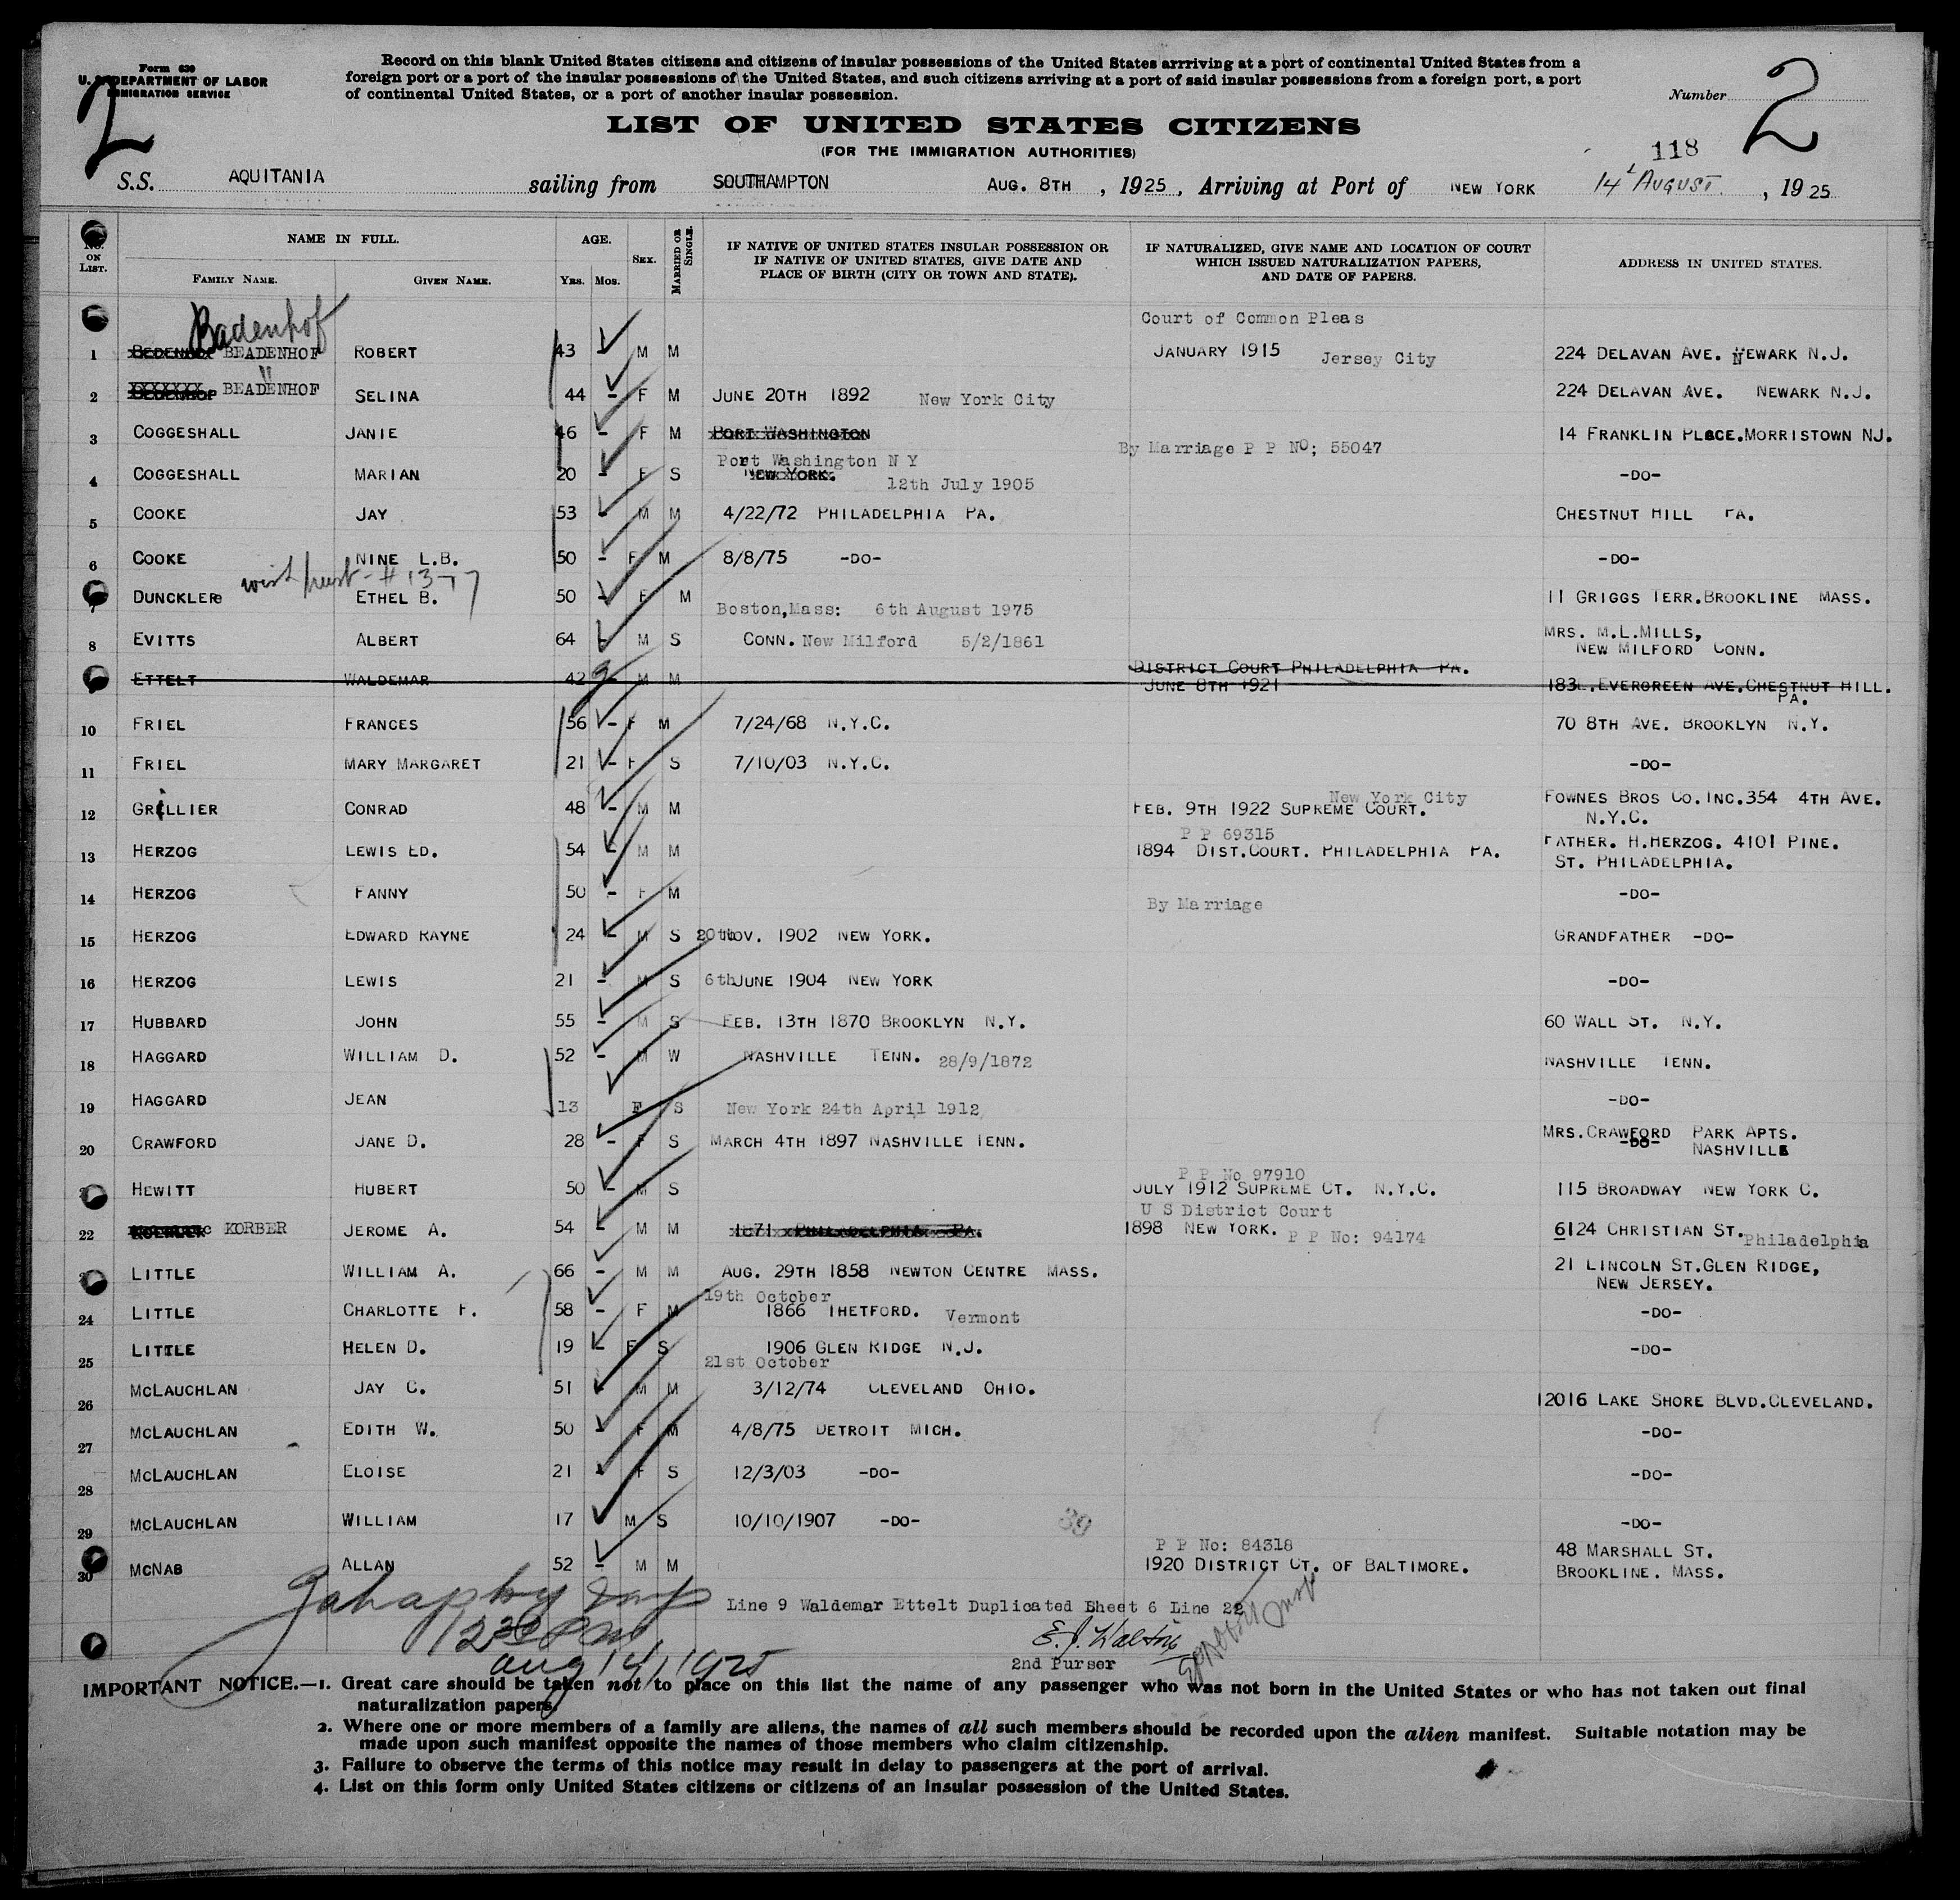 Form 630
U. S. DEPARTMENT OF LABOR
IMMIGRATION SERVICE
2
Record on this blank United States citizens and citizens of insular possessions of the United States arrriving at a port of continental United States from a
foreign port or a port of the insular possessions of the United States, and such citizens arriving at a port of said insular possessions from a foreign port, a port
of continental United States, or a port of another insular possession.
Number 2
LIST OF UNITED STATES CITIZENS
(FOR THE IMMIGRATION AUTHORITIES)
118
S.S. AQUITANIA sailing from SOUTHAMPTON AUG. 8TH, 1925, Arriving at Port of NEW YORK 14 AUGUST, 1925
No. ON LIST. NAME IN FULL. FAMILY NAME. GIVEN NAME. AGE. YRS. MOS. SEX. MARRIED OR SINGLE. IF NATIVE OF UNITED STATES INSULAR POSSESSION OR IF NATIVE OF UNITED STATES, GIVE DATE AND PLACE OF BIRTH (CITY OR TOWN AND STATE). IF NATURALIZED, GIVE NAME AND LOCATION OF COURT WHICH ISSUED NATURALIZATION PAPERS, AND DATE OF PAPERS. ADDRESS IN UNITED STATES.
Badenhof Court of Common Pleas
1 BEDENHOF BEADENHOF ROBERT 43 - M M JANUARY 1915 Jersey City 224 DELAVAN AVE. NEWARK N.J.
2 BEADENHOF SELINA 44 - F M JUNE 20TH 1892 New York City 224 DELAVAN AVE. NEWARK N.J.
3 COGGESHALL JANIE 46 - F M PORT WASHINGTON By Marriage P P NO; 55047 14 FRANKLIN PLACE.MORRISTOWN NJ.
Port Washington N Y
4 COGGESHALL MARIAN 20 - F S NEW YORK. 12th July 1905 -DO-
5 COOKE JAY 53 - M M 4/22/72 PHILADELPHIA PA. CHESTNUT HILL PA.
6 COOKE NINE L.B. 50 - F M 8/8/75 -DO- -DO-
7 DUNCKLEe ETHEL B. 50 - F M Boston,Mass: 6th August 1975 11 GRIGGS TERR.BROOKLINE MASS.
8 EVITTS ALBERT 64 - M S CONN. New Milford 5/2/1861 MRS. M.L.MILLS,
NEW MILFORD CONN.
ETTELT WALDEMAR 42 M M DISTRICT COURT PHILADELPHIA PA.
JUNE 8TH 1921 183 .EVERGREEN AVE.CHESTNUT HILL.
PA.
10 FRIEL FRANCES 56 - F M 7/24/68 N.Y.C. 70 8TH AVE. BROOKLYN N.Y.
11 FRIEL MARY MARGARET 21 - F S 7/10/03 N.Y.C. -DO-
12 GRILLIER CONRAD 48 - M M New York City FEB. 9TH 1922 SUPREME COURT. FOWNES BROS CO.INC.354 4TH AVE.
N.Y.C.
P P 69315
13 HERZOG LEWIS ED. 54 - M M 1894 DIST.COURT. PHILADELPHIA PA. FATHER. H.HERZOG. 4101 PINE.
ST. PHILADELPHIA.
14 HERZOG FANNY 50 - F M By Marriage -DO-
15 HERZOG EDWARD RAYNE 24 - M S 20th NOV. 1902 NEW YORK. GRANDFATHER -DO-
16 HERZOG LEWIS 21 - M S 6th JUNE 1904 NEW YORK -DO-
17 HUBBARD JOHN 55 - M S FEB. 13TH 1870 BROOKLYN N.Y. 60 WALL ST. N.Y.
18 HAGGARD WILLIAM D. 52 - M W NASHVILLE TENN. 28/9/1872 NASHVILLE TENN.
19 HAGGARD JEAN 13 F S New York 24th April 1912 -DO-
20 CRAWFORD JANE D. 28 - F S MARCH 4TH 1897 NASHVILLE TENN. MRS.CRAWFORD PARK APTS.
-DO- NASHVILLE
P P No 97910
HEWITT HUBERT 50 - M S JULY 1912 SUPREME CT. N.Y.C. 115 BROADWAY NEW YORK C.
U S District Court
22 KORBER JEROME A. 54 - M M 1871 PHILADELPHIA PA. 1898 NEW YORK. P P No: 94174 6124 CHRISTIAN ST. Philadelphia
LITTLE WILLIAM A. 66 - M M AUG. 29TH 1858 NEWTON CENTRE MASS. 21 LINCOLN ST.GLEN RIDGE,
NEW JERSEY.
19th October
24 LITTLE CHARLOTTE F. 58 - F M 1866 THETFORD. Vermont -DO-
25 LITTLE HELEN D. 19 - F S 1906 GLEN RIDGE N.J. -DO-
21st October
26 MCLAUCHLAN JAY C. 51 - M M 3/12/74 CLEVELAND OHIO. 12016 LAKE SHORE BLVD.CLEVELAND.
27 MCLAUCHLAN EDITH W. 50 - F M 4/8/75 DETROIT MICH. -DO-
28 MCLAUCHLAN ELOISE 21 - F S 12/3/03 -DO- -DO-
29 MCLAUCHLAN WILLIAM 17 M S 10/10/1907 -DO- -DO-
39
P P No: 84318
30 MCNAB ALLAN 52 - M M 1920 DISTRICT CT. OF BALTIMORE. 48 MARSHALL ST.
BROOKLINE. MASS.
Line 9 Waldemar Ettelt Duplicated Sheet 6 Line 22
12 30 PM
Aug 14, 1925
E.J. Walton
2nd Purser
IMPORTANT NOTICE.—1. Great care should be taken not to place on this list the name of any passenger who was not born in the United States or who has not taken out final
naturalization papers.
2. Where one or more members of a family are aliens, the names of all such members should be recorded upon the alien manifest. Suitable notation may be
made upon such manifest opposite the names of those members who claim citizenship.
3. Failure to observe the terms of this notice may result in delay to passengers at the port of arrival.
4. List on this form only United States citizens or citizens of an insular possession of the United States.